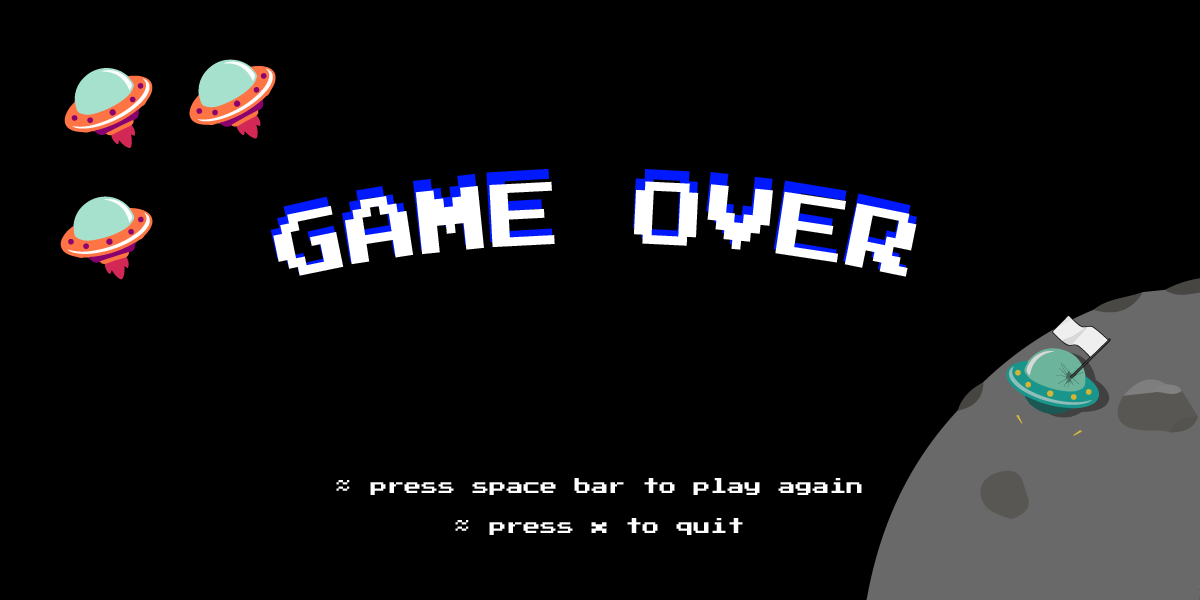 GAME OVER
≈ press space bar to play again
≈ press x to quit